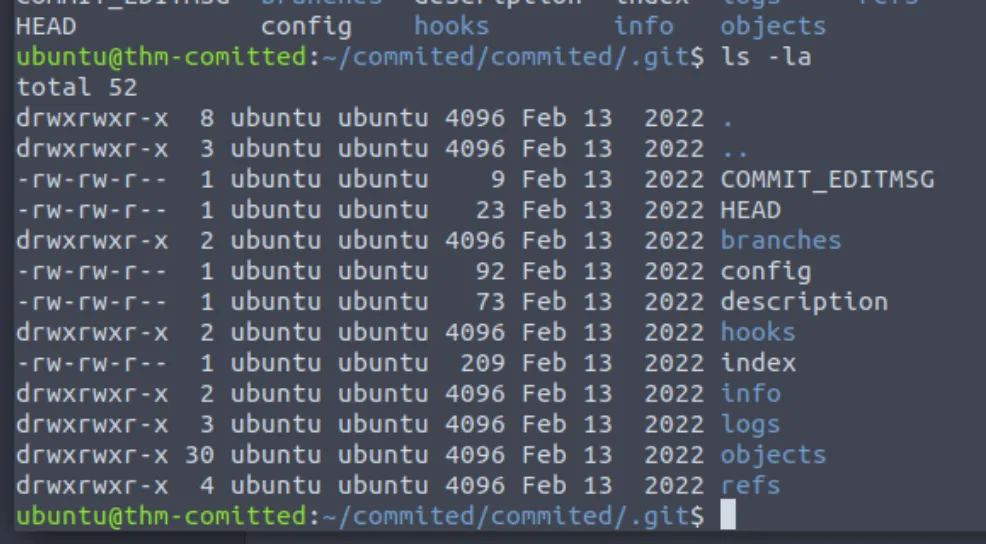 COMMIT_EDITMSG branches description index logs refs
HEAD config hooks info objects
ubuntu@thm-comitted:~/commited/commited/.git$ ls -la
total 52
drwxrwxr-x 8 ubuntu ubuntu 4096 Feb 13 2022 .
drwxrwxr-x 3 ubuntu ubuntu 4096 Feb 13 2022 ..
-rw-rw-r-- 1 ubuntu ubuntu 9 Feb 13 2022 COMMIT_EDITMSG
-rw-rw-r-- 1 ubuntu ubuntu 23 Feb 13 2022 HEAD
drwxrwxr-x 2 ubuntu ubuntu 4096 Feb 13 2022 branches
-rw-rw-r-- 1 ubuntu ubuntu 92 Feb 13 2022 config
-rw-rw-r-- 1 ubuntu ubuntu 73 Feb 13 2022 description
drwxrwxr-x 2 ubuntu ubuntu 4096 Feb 13 2022 hooks
-rw-rw-r-- 1 ubuntu ubuntu 209 Feb 13 2022 index
drwxrwxr-x 2 ubuntu ubuntu 4096 Feb 13 2022 info
drwxrwxr-x 3 ubuntu ubuntu 4096 Feb 13 2022 logs
drwxrwxr-x 30 ubuntu ubuntu 4096 Feb 13 2022 objects
drwxrwxr-x 4 ubuntu ubuntu 4096 Feb 13 2022 refs
ubuntu@thm-comitted:~/commited/commited/.git$